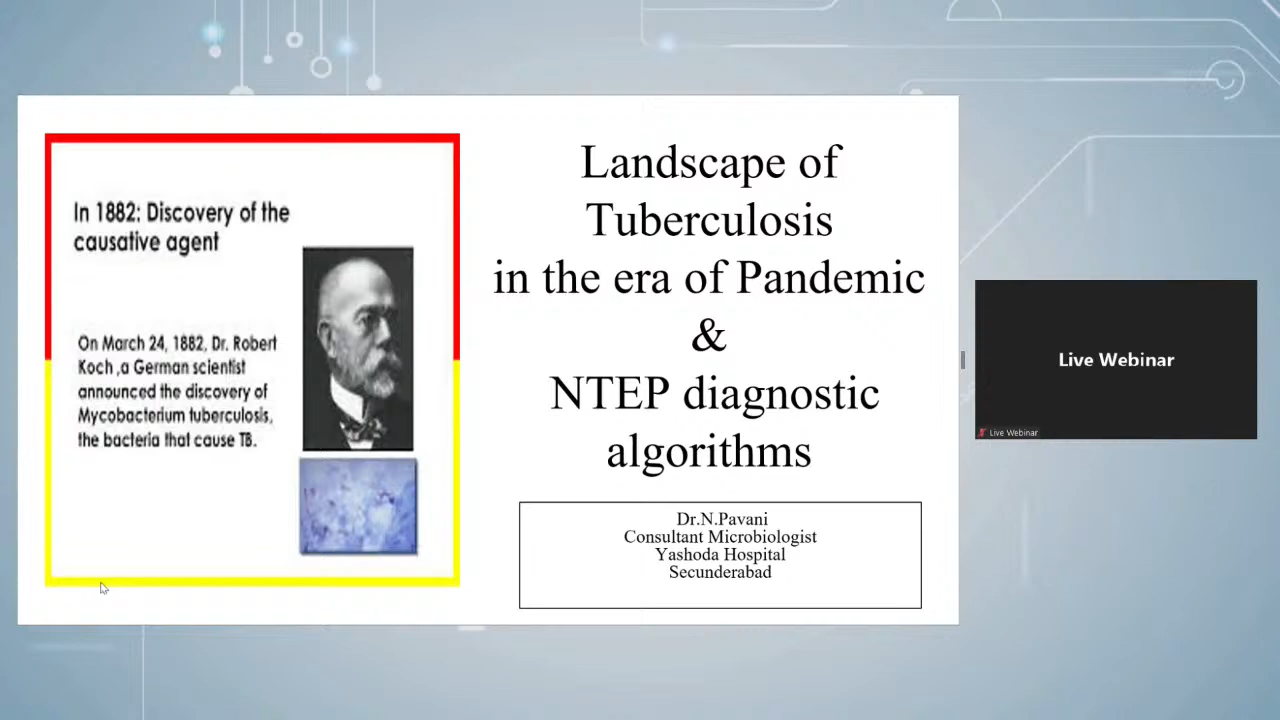 In 1882: Discovery of the
causative agent
On March 24, 1882, Dr. Robert
Koch ,a German scientist
announced the discovery of
Mycobacterium tuberculosis,
the bacteria that cause TB.
Landscape of
Tuberculosis
in the era of Pandemic
&
NTEP diagnostic
algorithms
Dr.N.Pavani
Consultant Microbiologist
Yashoda Hospital
Secunderabad
Live Webinar
Live Webinar